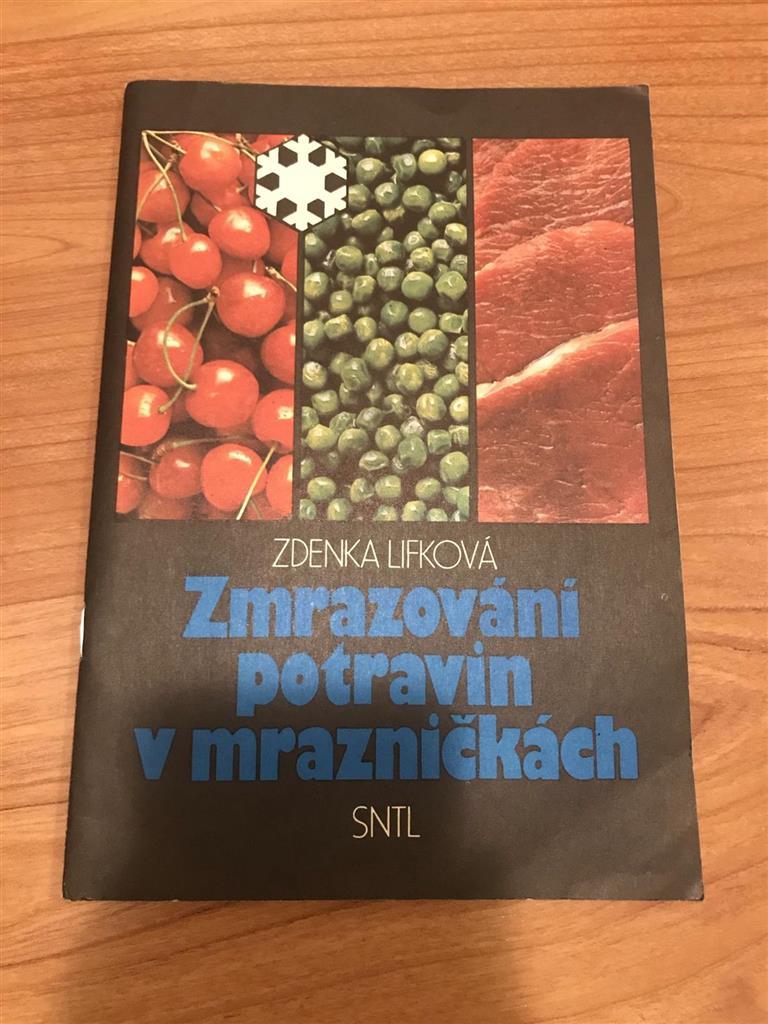 ZDENKA LIFKOVÁ
Zmrazování
potravin
v mrazničkách
SNTL